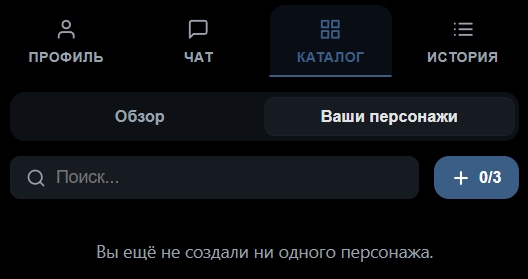 ПРОФИЛЬ ЧАТ КАТАЛОГ ИСТОРИЯ
Обзор Ваши персонажи
Поиск... + 0/3
Вы ещё не создали ни одного персонажа.